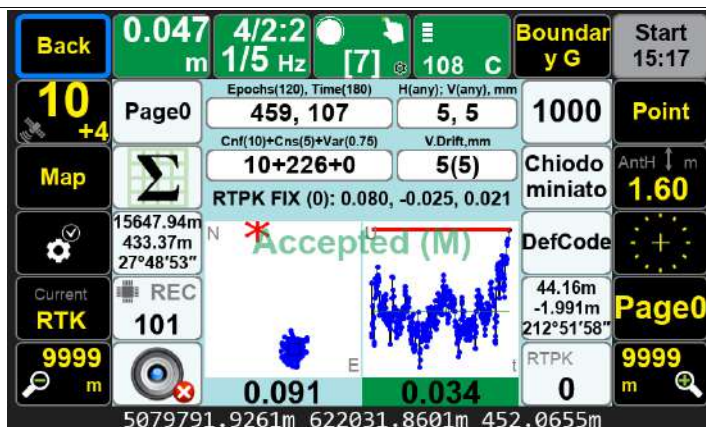 Back
0.047
m
4/2:2
1/5 Hz
[7]
108 C
Boundar
y G
Start
15:17
10
+4
Page0
Epochs(120), Time(180)
459, 107
H(any); V(any), mm
5, 5
1000
Point
Map
Σ
Cnf(10)+Cns(5)+Var(0.75)
10+226+0
V.Drift,mm
5(5)
RTPK FIX (0): 0.080, -0.025, 0.021
Chiodo
miniato
AntH m
1.60
15647.94m
433.37m
27°48'53"
N
U
Accepted (M)
DefCode
Current
RTK
REC
101
44.16m
-1.991m
212°51'58"
Page0
9999
m
E
t
0.091
0.034
RTPK
0
9999
m
5079791.9261m 622031.8601m 452.0655m